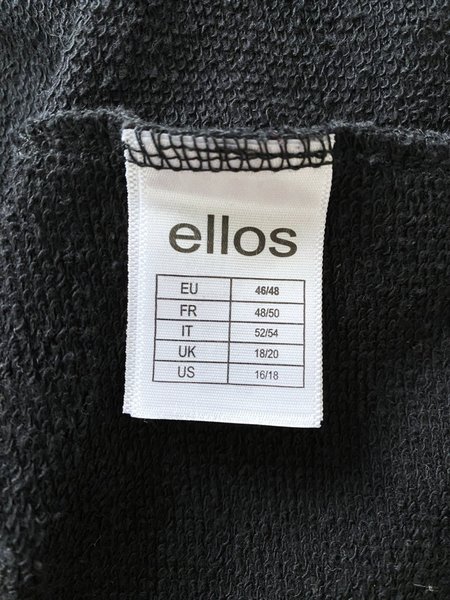 ellos
EU 46/48
FR 48/50
IT 52/54
UK 18/20
US 16/18